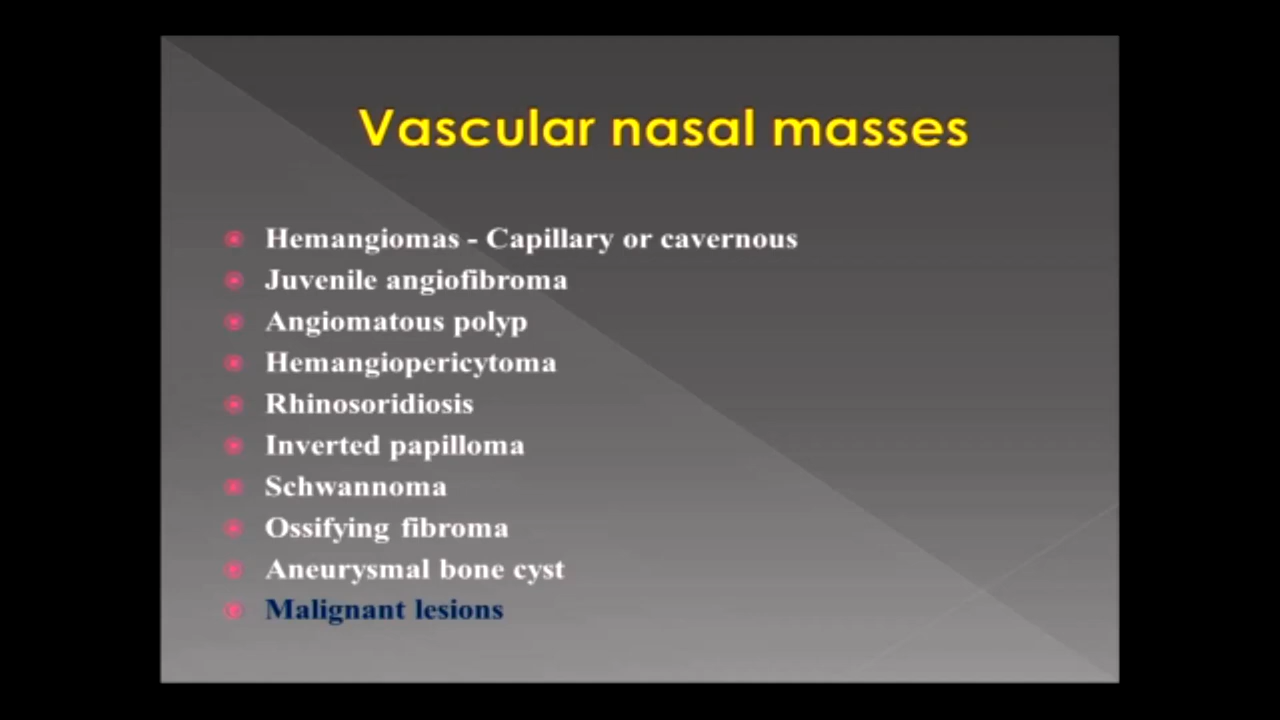 Vascular nasal masses
Hemangiomas - Capillary or cavernous
Juvenile angiofibroma
Angiomatous polyp
Hemangiopericytoma
Rhinosoridiosis
Inverted papilloma
Schwannoma
Ossifying fibroma
Aneurysmal bone cyst
Malignant lesions